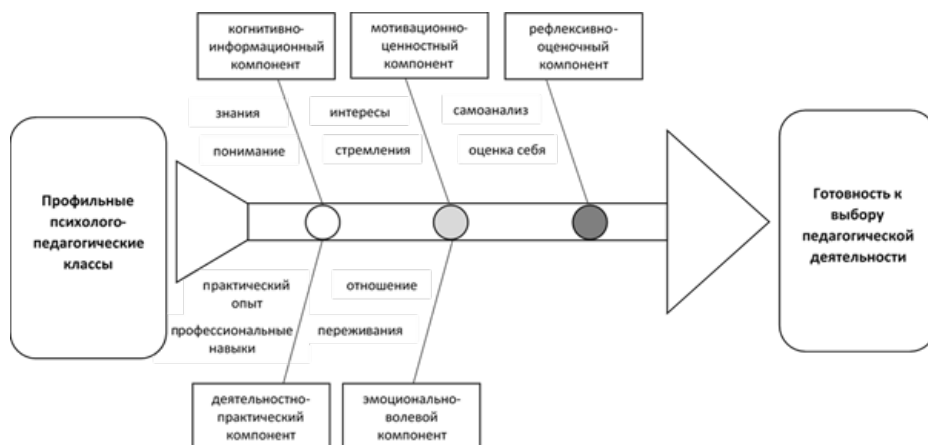 когнитивно-
информационный
компонент
мотивационно-
ценностный
компонент
рефлексивно-
оценочный
компонент
знания
интересы
самоанализ
понимание
стремления
оценка себя
Профильные
психолого-
педагогические
классы
Готовность к
выбору
педагогической
деятельности
практический
опыт
отношение
профессиональные
навыки
переживания
деятельностно-
практический
компонент
эмоционально-
волевой
компонент